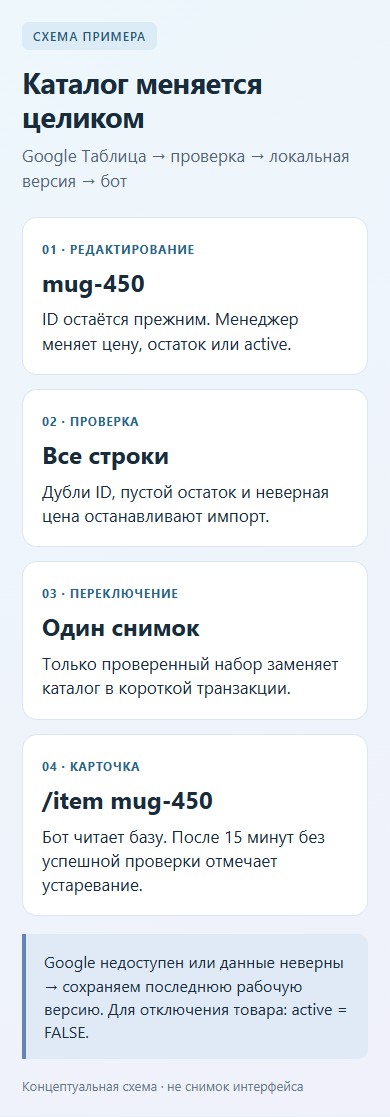 СХЕМА ПРИМЕРА
Каталог меняется
целиком
Google Таблица → проверка → локальная
версия → бот
01 · РЕДАКТИРОВАНИЕ
mug-450
ID остаётся прежним. Менеджер
меняет цену, остаток или active.
02 · ПРОВЕРКА
Все строки
Дубли ID, пустой остаток и неверная
цена останавливают импорт.
03 · ПЕРЕКЛЮЧЕНИЕ
Один снимок
Только проверенный набор заменяет
каталог в короткой транзакции.
04 · КАРТОЧКА
/item mug-450
Бот читает базу. После 15 минут без
успешной проверки отмечает
устаревание.
Google недоступен или данные неверны
→ сохраняем последнюю рабочую
версию. Для отключения товара: active =
FALSE.
Концептуальная схема · не снимок интерфейса